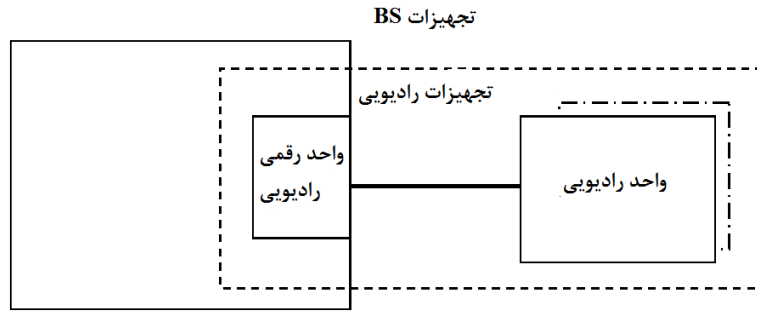 تجهیزات BS
تجهیزات رادیویی
واحد رقمی
رادیویی
واحد رادیویی